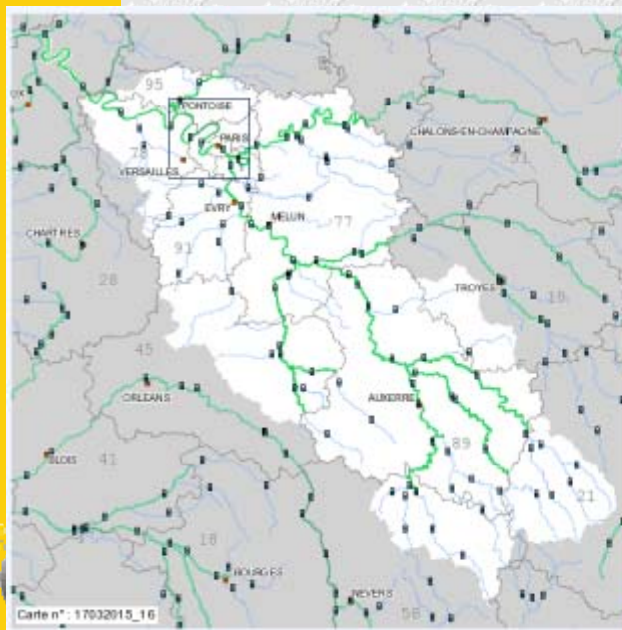 95
PONTOISE
PARIS
CHALONS-EN-CHAMPAGNE
51
78
VERSAILLES
EVRY
MELUN
77
91
CHARTRES
28
TROYES
10
45
ORLEANS
AUXERRE
89
BLOIS
41
21
18
BOURGES
NEVERS
58
Carte n° : 17032015_16